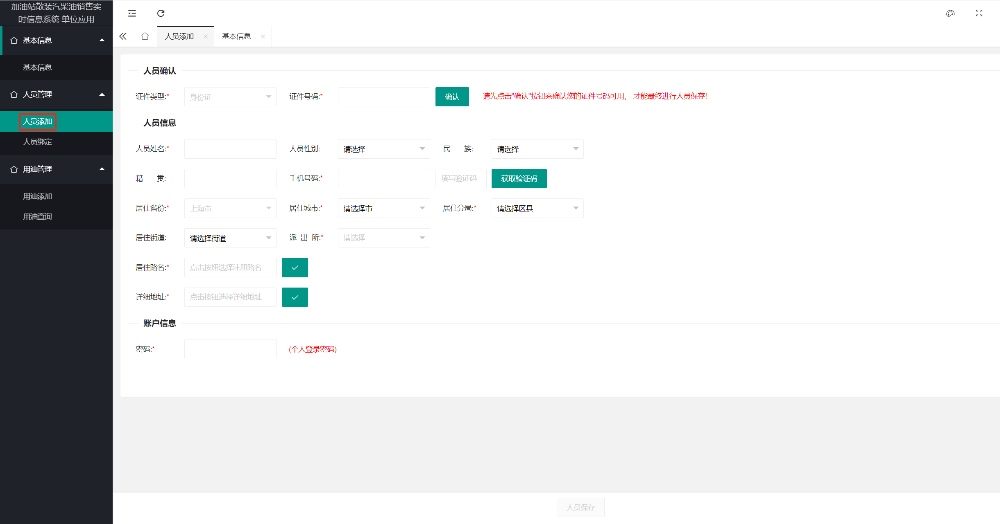 加油站散装汽柴油销售实
时信息系统 单位应用
基本信息
基本信息
人员管理
人员添加
人员绑定
用油管理
用油添加
用油查询
人员添加 基本信息
人员确认
证件类型:* 身份证 证件号码:* 确认 请先点击"确认"按钮来确认您的证件号码可用， 才能最终进行人员保存!
人员信息
人员姓名:* 人员性别: 请选择 民 族: 请选择
籍 贯: 手机号码:* 填写验证码 获取验证码
居住省份:* 上海市 居住城市:* 请选择市 居住分局:* 请选择区县
居住街道: 请选择街道 派 出 所:* 请选择
居住路名:* 点击按钮选择注册路名
详细地址:* 点击按钮选择详细地址
账户信息
密码:* (个人登录密码)
人员保存